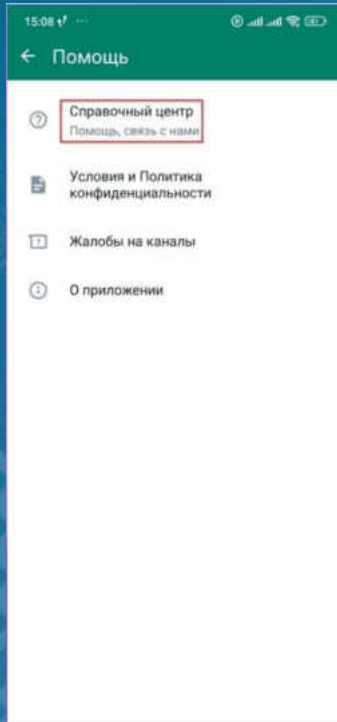 15:08
Помощь
Справочный центр
Помощь, связь с нами
Условия и Политика
конфиденциальности
Жалобы на каналы
О приложении